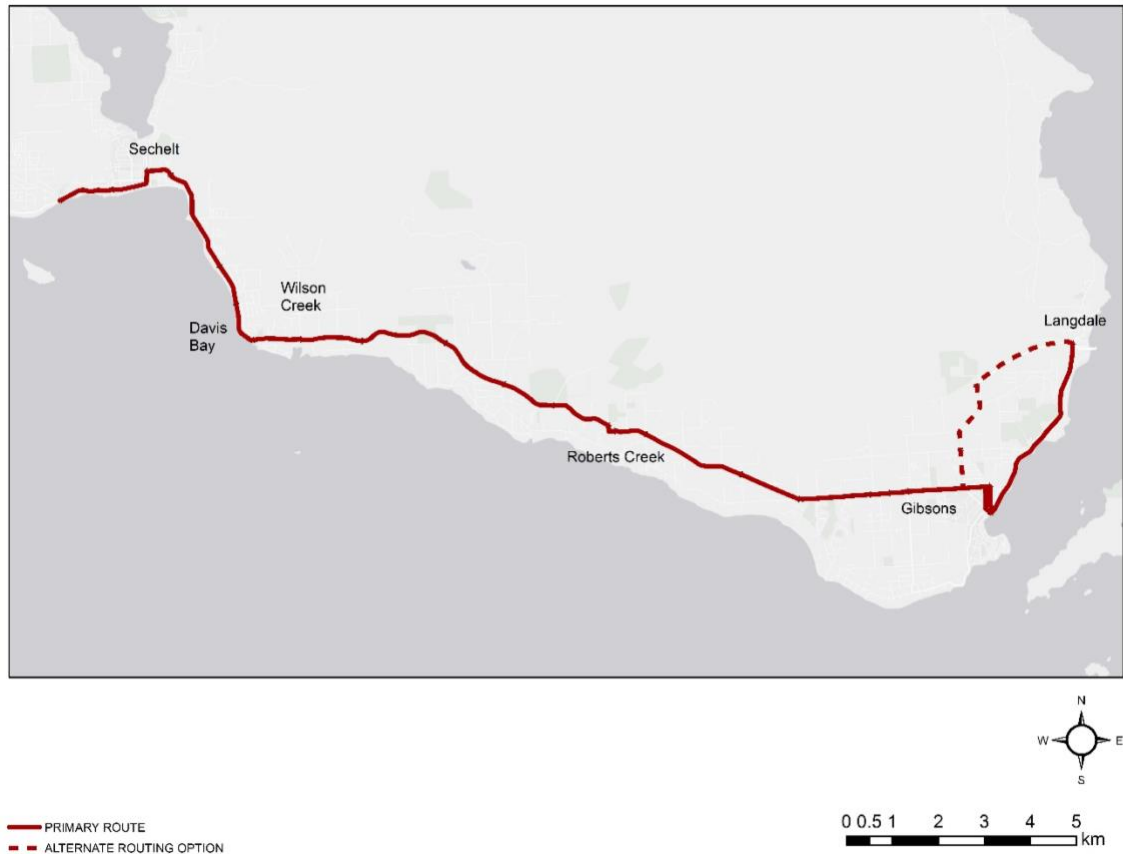 Sechelt
Wilson
Creek
Davis
Bay
Langdale
Roberts Creek
Gibsons
N
W E
S
PRIMARY ROUTE
ALTERNATE ROUTING OPTION
0 0.5 1 2 3 4 5
km